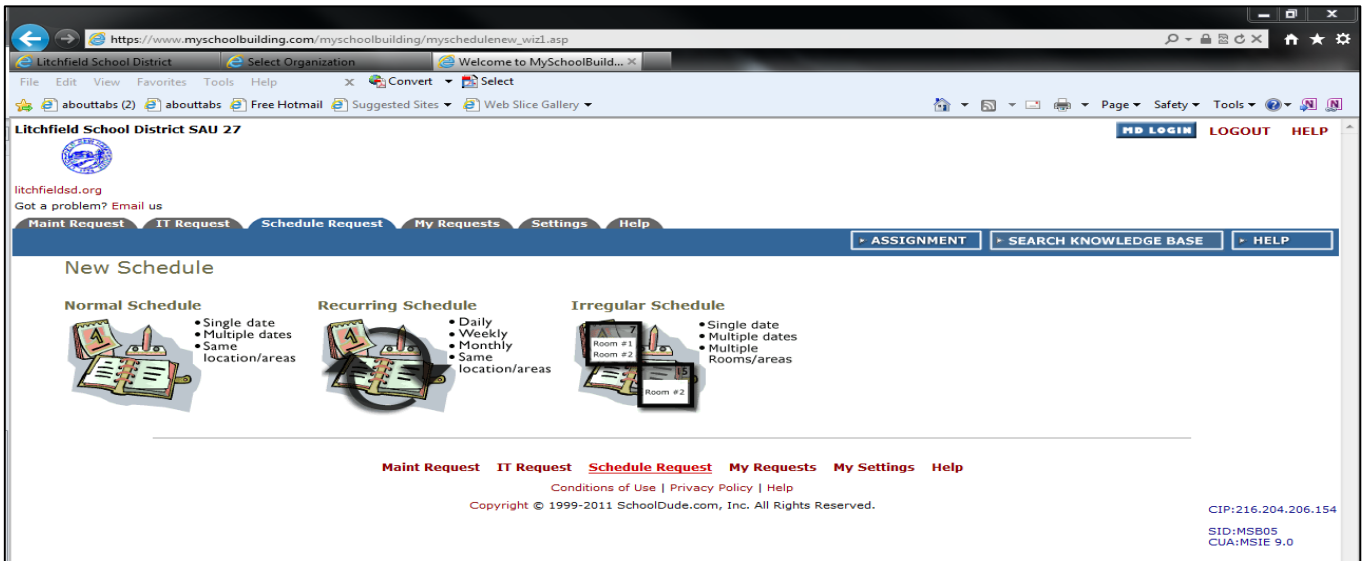 https://www.myschoolbuilding.com/myschoolbuilding/myschedulenew_wiz1.asp
Litchfield School District Select Organization Welcome to MySchoolBuild...
File Edit View Favorites Tools Help x Convert Select
abouttabs (2) abouttabs Free Hotmail Suggested Sites Web Slice Gallery Page Safety Tools
Litchfield School District SAU 27 MD LOGIN LOGOUT HELP
litchfieldsd.org
Got a problem? Email us
Maint Request IT Request Schedule Request My Requests Settings Help
ASSIGNMENT SEARCH KNOWLEDGE BASE HELP
New Schedule
Normal Schedule
•Single date
•Multiple dates
•Same
location/areas
Recurring Schedule
•Daily
•Weekly
•Monthly
•Same
location/areas
Irregular Schedule
7
Room #1
Room #2
15
Room #2
•Single date
•Multiple dates
•Multiple
Rooms/areas
Maint Request IT Request Schedule Request My Requests My Settings Help
Conditions of Use | Privacy Policy | Help
Copyright © 1999-2011 SchoolDude.com, Inc. All Rights Reserved.
CIP:216.204.206.154
SID:MSB05
CUA:MSIE 9.0